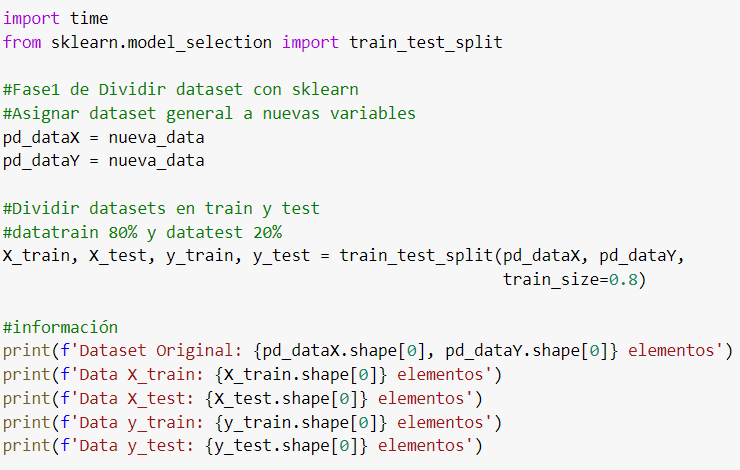 import time
from sklearn.model_selection import train_test_split
#Fase1 de Dividir dataset con sklearn
#Asignar dataset general a nuevas variables
pd_dataX = nueva_data
pd_dataY = nueva_data
#Dividir datasets en train y test
#datatrain 80% y datatest 20%
X_train, X_test, y_train, y_test = train_test_split(pd_dataX, pd_dataY,
train_size=0.8)
#información
print(f'Dataset Original: {pd_dataX.shape[0], pd_dataY.shape[0]} elementos')
print(f'Data X_train: {X_train.shape[0]} elementos')
print(f'Data X_test: {X_test.shape[0]} elementos')
print(f'Data y_train: {y_train.shape[0]} elementos')
print(f'Data y_test: {y_test.shape[0]} elementos')